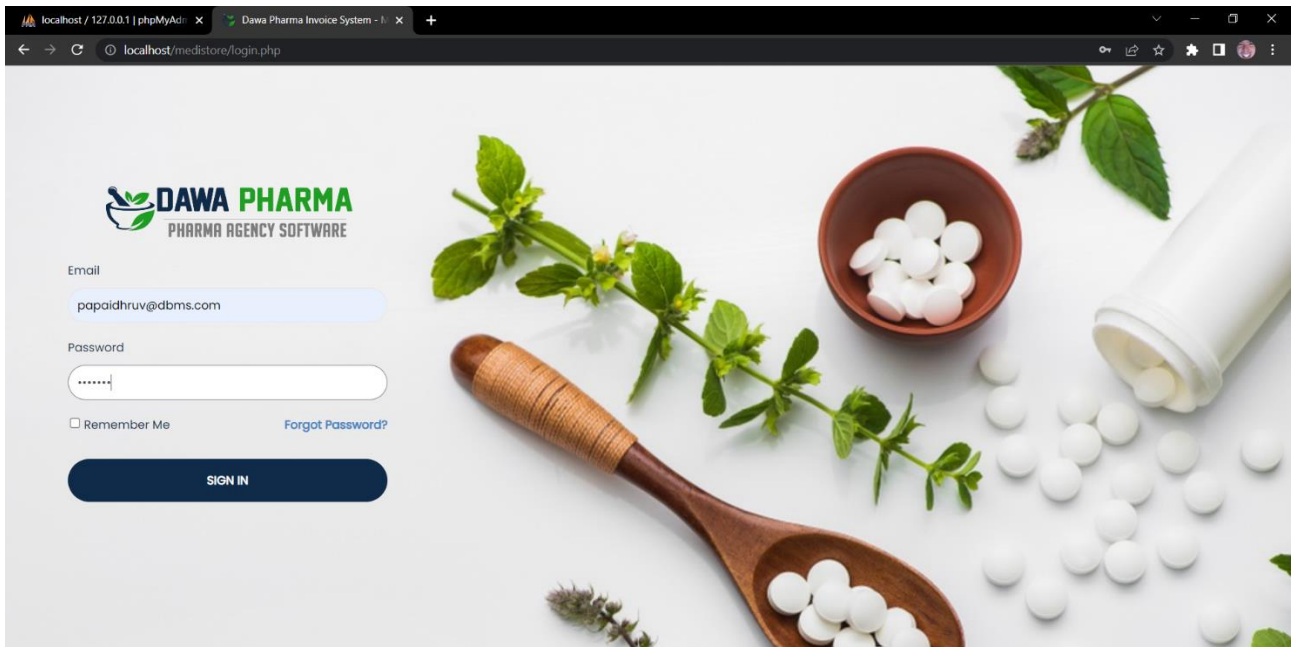 localhost / 127.0.0.1 | phpMyAdn
Dawa Pharma Invoice System - M
localhost/medistore/login.php
DAWA PHARMA
PHARMA AGENCY SOFTWARE
Email
papaidhruv@dbms.com
Password
•••••••
Remember Me Forgot Password?
SIGN IN